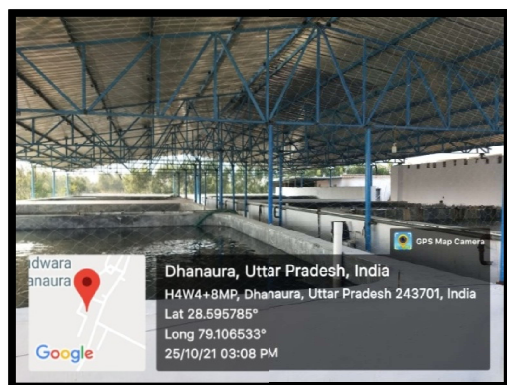 GPS Map Camera
dwara
anaura
Google
Dhanaura, Uttar Pradesh, India
H4W4+8MP, Dhanaura, Uttar Pradesh 243701, India
Lat 28.595785°
Long 79.106533°
25/10/21 03:08 PM